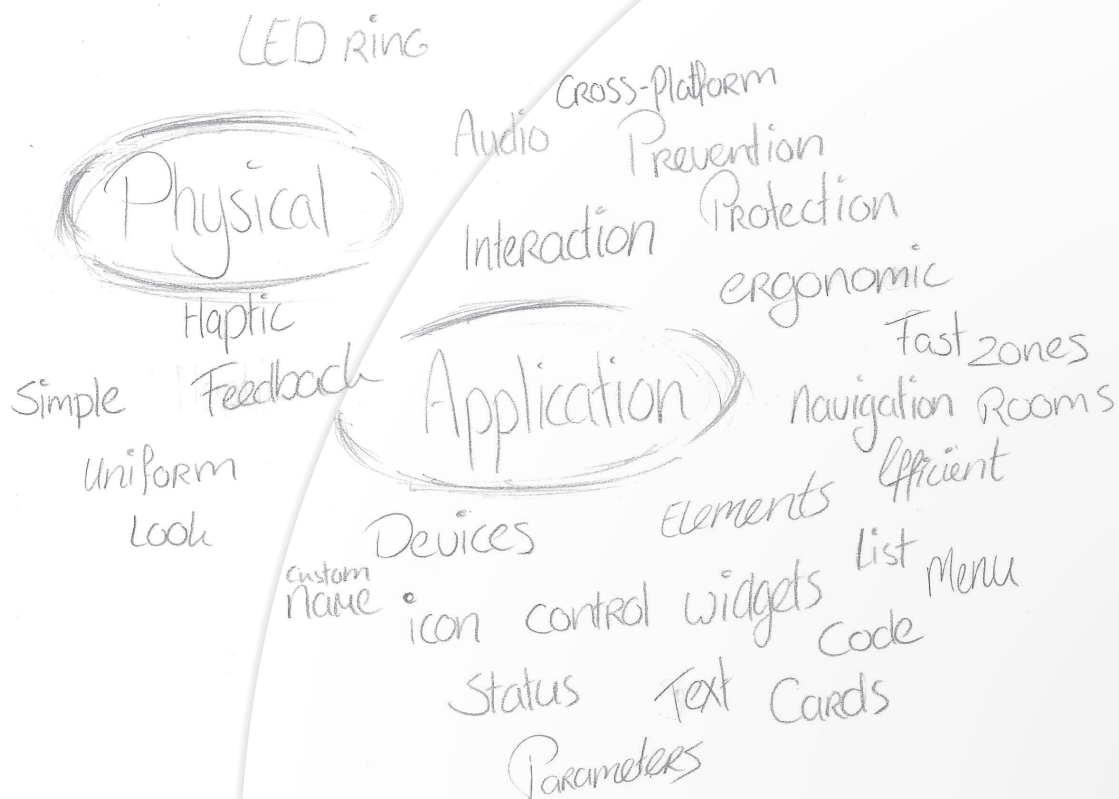 LED Ring
Physical
Haptic
Feedback
Simple
Uniform
Look
Cross-Platform
Audio
Prevention
Protection
Interaction
ergonomic
Application
Fast
zones
navigation
Rooms
Efficient
Elements
Devices
Custom
name
icon
control
widgets
List
Menu
Code
Status
Text
Cards
Parameters